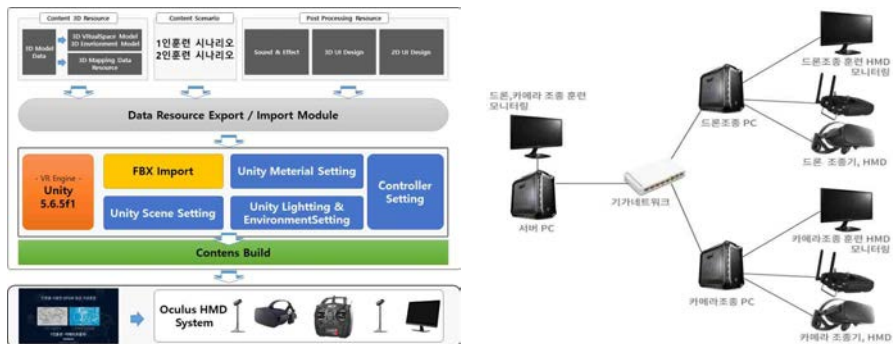 Content 3D Resource
Content Scenario
Post Processing Resource
3D Model
Data
3D VRualSpace Model
3D Envrionment Model
3D Mapping Data
Resource
1인훈련 시나리오
2인훈련 시나리오
Sound & Effect
3D UI Design
2D UI Design
Data Resource Export / Import Module
- VR Engine -
Unity
5.6.5f1
FBX Import
Unity Meterial Setting
Unity Scene Setting
Unity Lightting &
EnvironmentSetting
Controller
Setting
Contens Build
Oculus HMD
System
드론,카메라 조종 훈련
모니터링
서버 PC
기가네트워크
드론조종 PC
드론조종 훈련 HMD
모니터링
드론 조종기, HMD
카메라조종 PC
카메라조종 훈련 HMD
모니터링
카메라 조종기, HMD